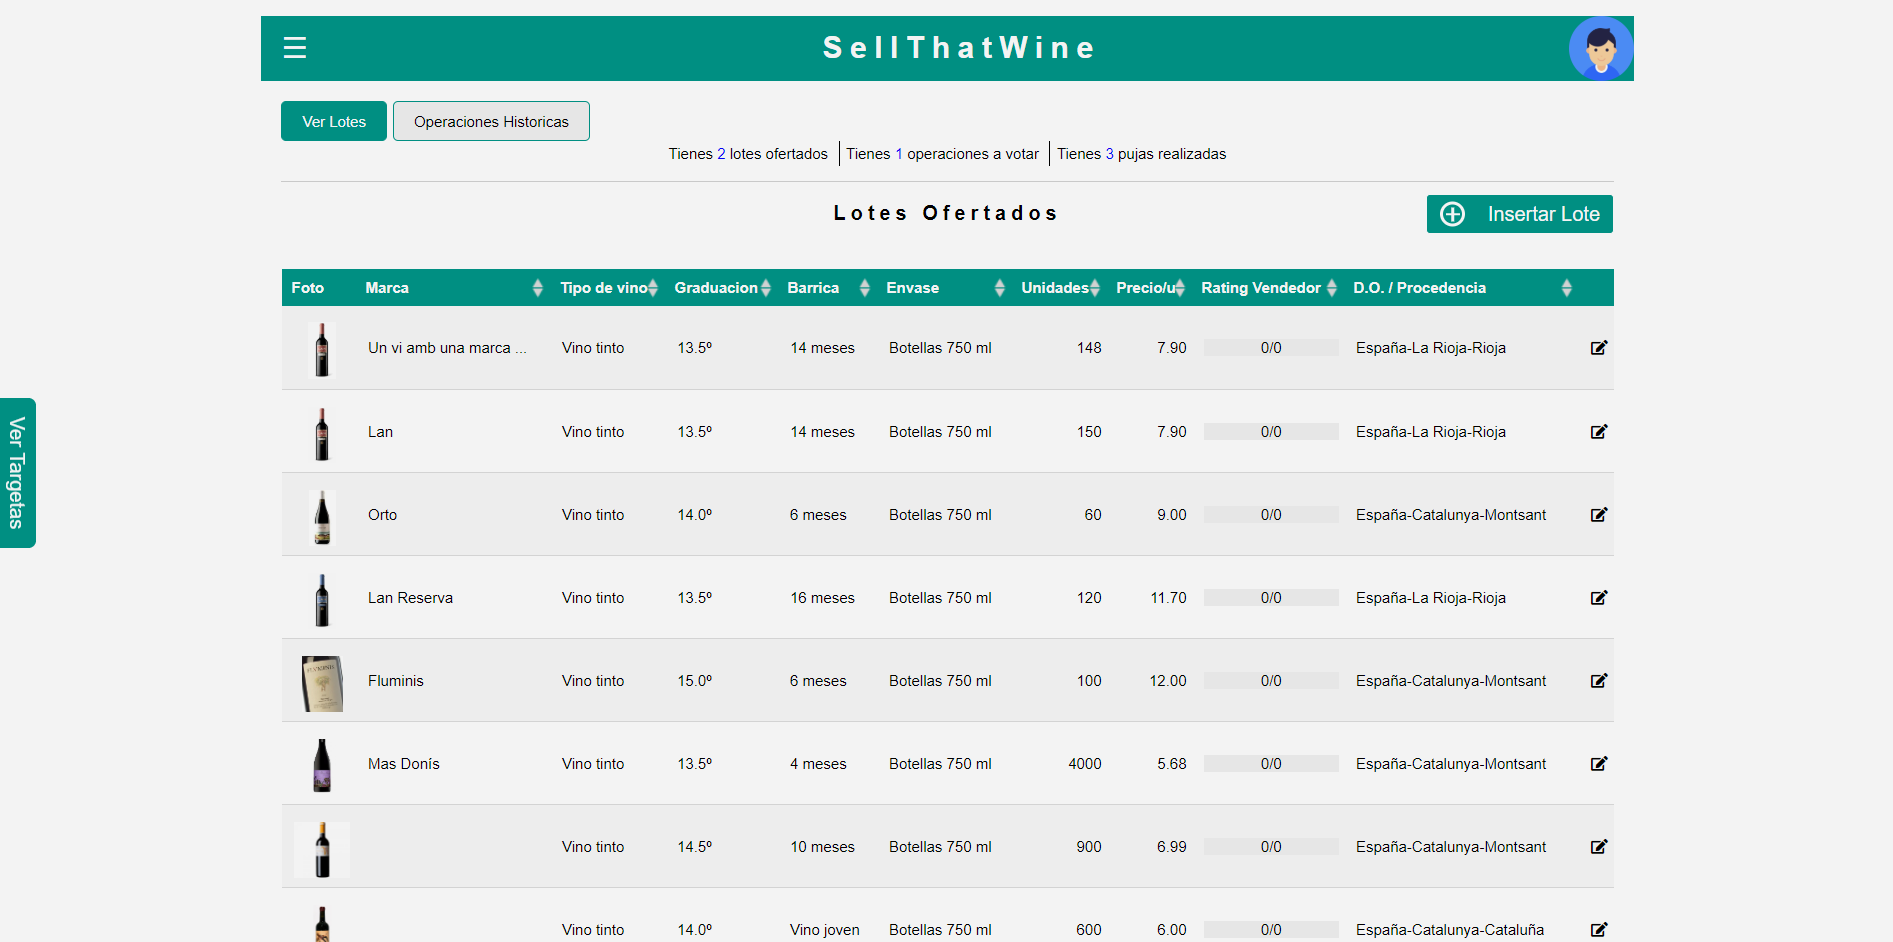 ☰ SellThatWine
Ver Lotes Operaciones Historicas
Tienes 2 lotes ofertados Tienes 1 operaciones a votar Tienes 3 pujas realizadas
Lotes Ofertados Insertar Lote
Foto Marca Tipo de vino Graduacion Barrica Envase Unidades Precio/u Rating Vendedor D.O. / Procedencia
Un vi amb una marca ... Vino tinto 13.5º 14 meses Botellas 750 ml 148 7.90 0/0 España-La Rioja-Rioja
Lan Vino tinto 13.5º 14 meses Botellas 750 ml 150 7.90 0/0 España-La Rioja-Rioja
Ver Targetas
Orto Vino tinto 14.0º 6 meses Botellas 750 ml 60 9.00 0/0 España-Catalunya-Montsant
Lan Reserva Vino tinto 13.5º 16 meses Botellas 750 ml 120 11.70 0/0 España-La Rioja-Rioja
Fluminis Vino tinto 15.0º 6 meses Botellas 750 ml 100 12.00 0/0 España-Catalunya-Montsant
Mas Donís Vino tinto 13.5º 4 meses Botellas 750 ml 4000 5.68 0/0 España-Catalunya-Montsant
Vino tinto 14.5º 10 meses Botellas 750 ml 900 6.99 0/0 España-Catalunya-Montsant
Vino tinto 14.0º Vino joven Botellas 750 ml 600 6.00 0/0 España-Catalunya-Cataluña